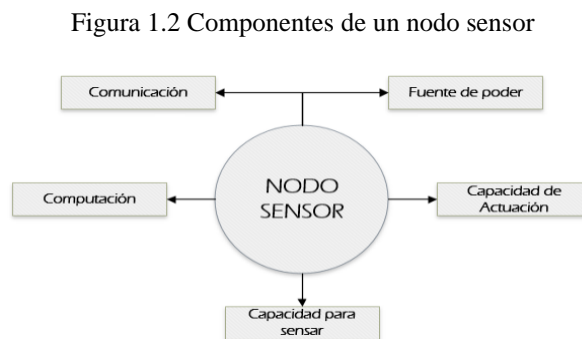 Figura 1.2 Componentes de un nodo sensor
Comunicación
Fuente de poder
Computación
NODO
SENSOR
Capacidad de
Actuación
Capacidad para
sensar